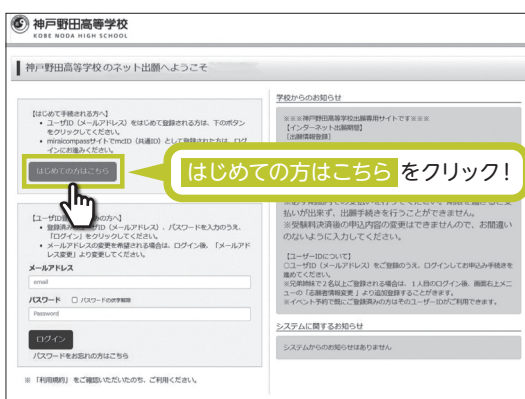 神戸野田高等学校
KOBE NODA HIGH SCHOOL
神戸野田高等学校のネット出願へようこそ
【はじめて手続される方へ】
• ユーザID（メールアドレス）をはじめて登録される方は、下のボタン
をクリックしてください。
• miraicompassサイトでmcID（共通ID）として登録された方は、ログ
インにお進みください。
はじめての方はこちら
【ユーザID登録
みの方へ】
• 登録済
ザID（メールアドレス）、パスワードを入力のうえ、
「ログイン」をクリックしてください。
• メールアドレスの変更を希望される場合は、ログイン後、「メールアド
レス変更」より変更してください。
メールアドレス
email
パスワード □ パスワードの伏字解除
Password
ログイン
パスワードをお忘れの方はこちら
※ 「利用規約」 をご確認いただいたのち、ご利用ください。
学校からのお知らせ
※※※神戸野田高等学校出願専用サイトです※※※
【インターネット出願期間】
【出願情報登録】
はじめての方はこちら をクリック！
払いが出来ず、出願手続きを行うことができません。
※受験料決済後の申込内容の変更はできませんので、お間違い
のないように入力してください。
【ユーザーIDについて】
○ユーザID（メールアドレス）をご登録のうえ、ログインしてお申込み手続きを
進めてください。
※兄弟姉妹で２名以上ご登録される場合は、１人目のログイン後、画面右上メニ
ューの「志願者情報変更」より追加登録することができます。
※イベント予約で既にご登録済みの方はそのユーザーIDがご利用できます。
システムに関するお知らせ
システムからのお知らせはありません